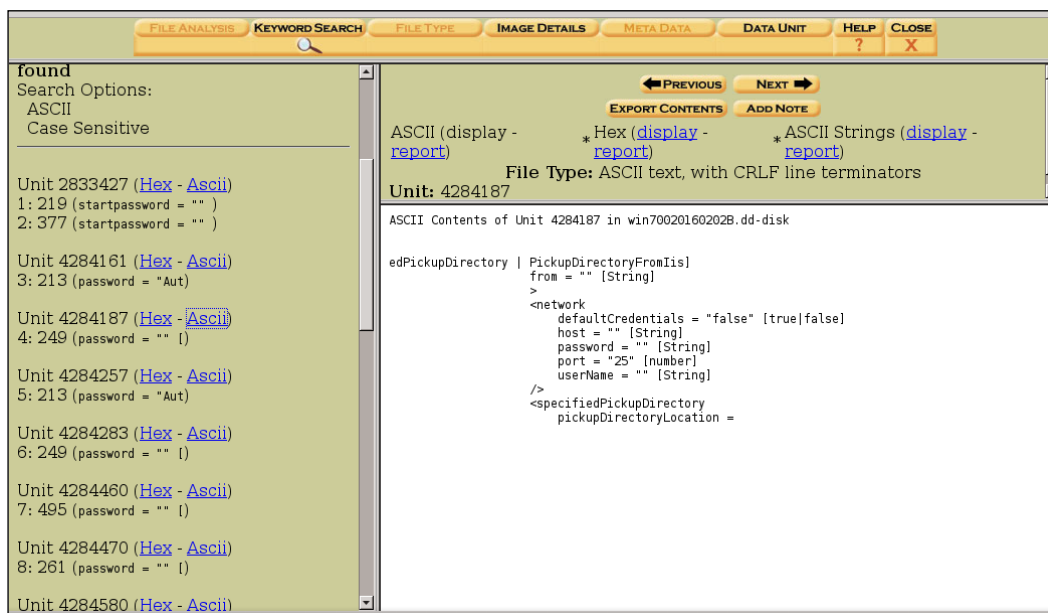 FILE ANALYSIS KEYWORD SEARCH FILE TYPE IMAGE DETAILS META DATA DATA UNIT HELP CLOSE
? X
found
Search Options:
ASCII
Case Sensitive
Unit 2833427 (Hex - Ascii)
1: 219 (startpassword = "" )
2: 377 (startpassword = "" )
Unit 4284161 (Hex - Ascii)
3: 213 (password = "Aut)
Unit 4284187 (Hex - Ascii)
4: 249 (password = "" [)
Unit 4284257 (Hex - Ascii)
5: 213 (password = "Aut)
Unit 4284283 (Hex - Ascii)
6: 249 (password = "" [)
Unit 4284460 (Hex - Ascii)
7: 495 (password = "" [)
Unit 4284470 (Hex - Ascii)
8: 261 (password = "" [)
Unit 4284580 (Hex - Ascii)
PREVIOUS NEXT
EXPORT CONTENTS ADD NOTE
ASCII (display - report) * Hex (display - report) * ASCII Strings (display - report)
File Type: ASCII text, with CRLF line terminators
Unit: 4284187
ASCII Contents of Unit 4284187 in win70020160202B.dd-disk
edPickupDirectory | PickupDirectoryFromIis]
from = "" [String]
>
<network
defaultCredentials = "false" [true|false]
host = "" [String]
password = "" [String]
port = "25" [number]
userName = "" [String]
/>
<specifiedPickupDirectory
pickupDirectoryLocation =